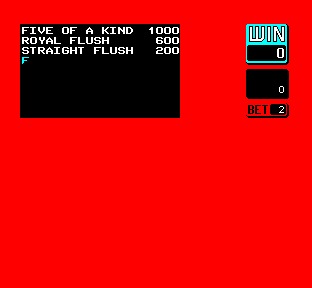 FIVE OF A KIND 1000
ROYAL FLUSH 600
STRAIGHT FLUSH 200
F
WIN
0
0
BET 2